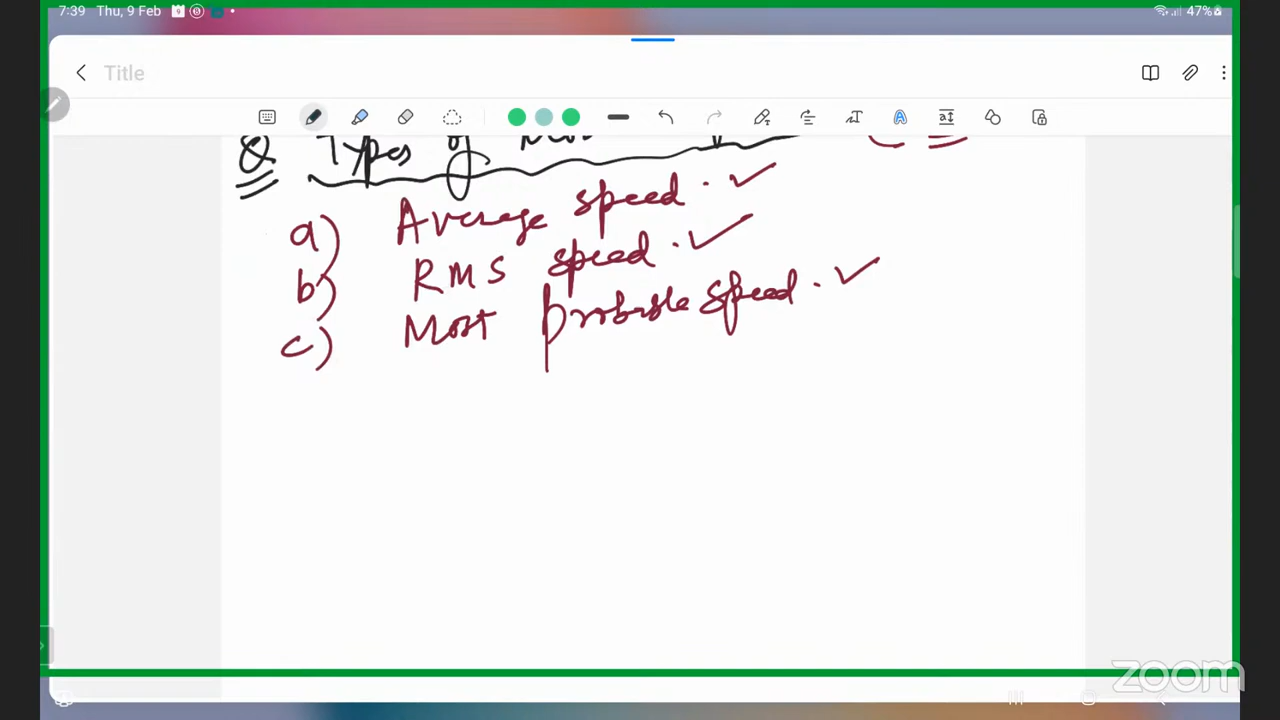 7:39 Thu, 9 Feb
47%
Title
Q Types of
a) Average speed.
b) RMS speed.
c) Most probable speed.
zoom